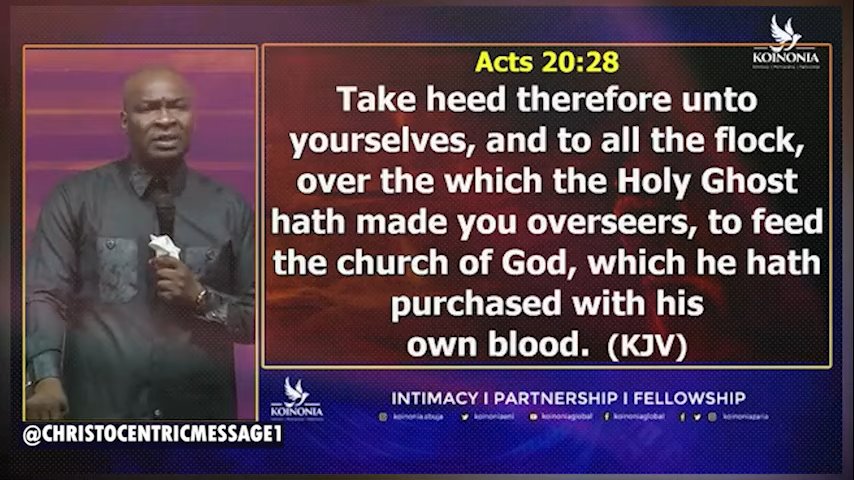 KOINONIA
Acts 20:28
Take heed therefore unto
yourselves, and to all the flock,
over the which the Holy Ghost
hath made you overseers, to feed
the church of God, which he hath
purchased with his
own blood. (KJV)
KOINONIA
INTIMACY I PARTNERSHIP I FELLOWSHIP
koinonia.abuja koinoniaeni koinoniaglobal koinoniaglobal koinoniazaria
@CHRISTOCENTRICMESSAGE1